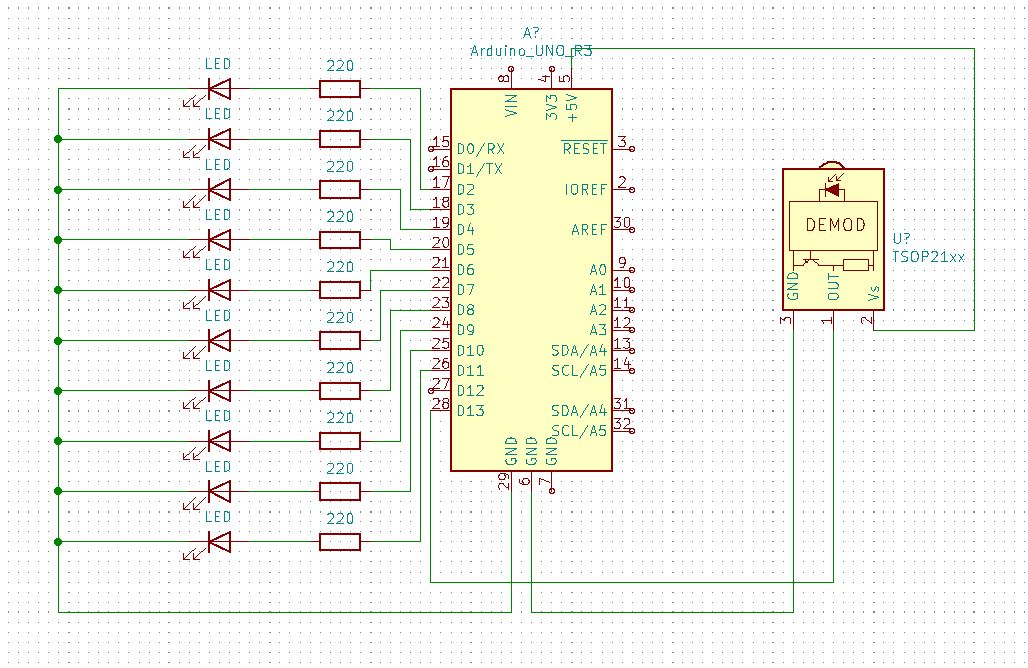 A?
Arduino_UNO_R3
LED
220
LED
220
LED
220
LED
220
LED
220
LED
220
LED
220
LED
220
LED
220
LED
220
8
VIN
4
3V3
5
+5V
15 D0/RX
16 D1/TX
17 D2
18 D3
19 D4
20 D5
21 D6
22 D7
23 D8
24 D9
25 D10
26 D11
27 D12
28 D13
RESET 3
IOREF 2
AREF 30
A0 9
A1 10
A2 11
A3 12
SDA/A4 13
SCL/A5 14
SDA/A4 31
SCL/A5 32
GND
29
GND
6
GND
7
DEMOD
U?
TSOP21xx
GND
3
OUT
1
Vs
2